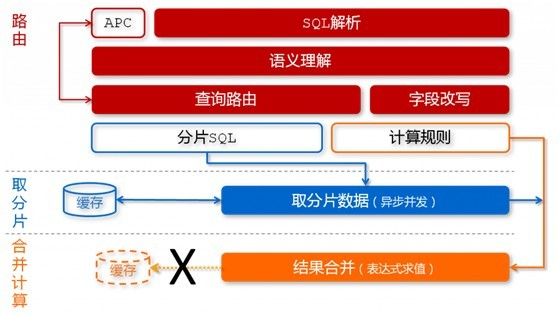 路由
APC
SQL解析
语义理解
查询路由
字段改写
分片SQL
计算规则
取分片
缓存
取分片数据（异步并发）
合并计算
缓存
X
结果合并（表达式求值）